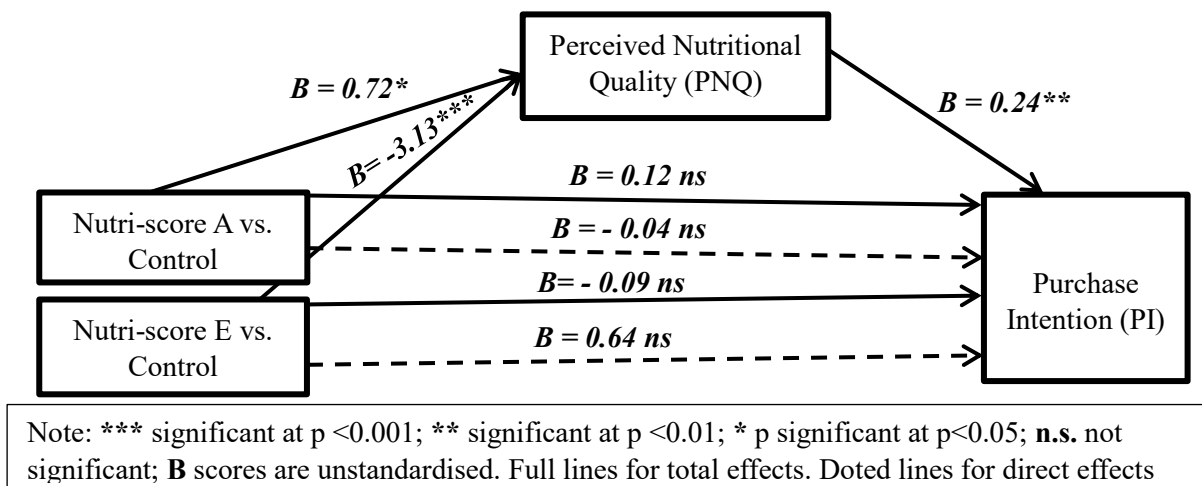 Perceived Nutritional
Quality (PNQ)
B = 0.72*
B= -3.13***
B = 0.24**
B = 0.12 ns
Nutri-score A vs.
Control
B = - 0.04 ns
B= - 0.09 ns
Purchase
Intention (PI)
Nutri-score E vs.
Control
B = 0.64 ns
Note: *** significant at p <0.001; ** significant at p <0.01; * p significant at p<0.05; n.s. not
significant; B scores are unstandardised. Full lines for total effects. Doted lines for direct effects